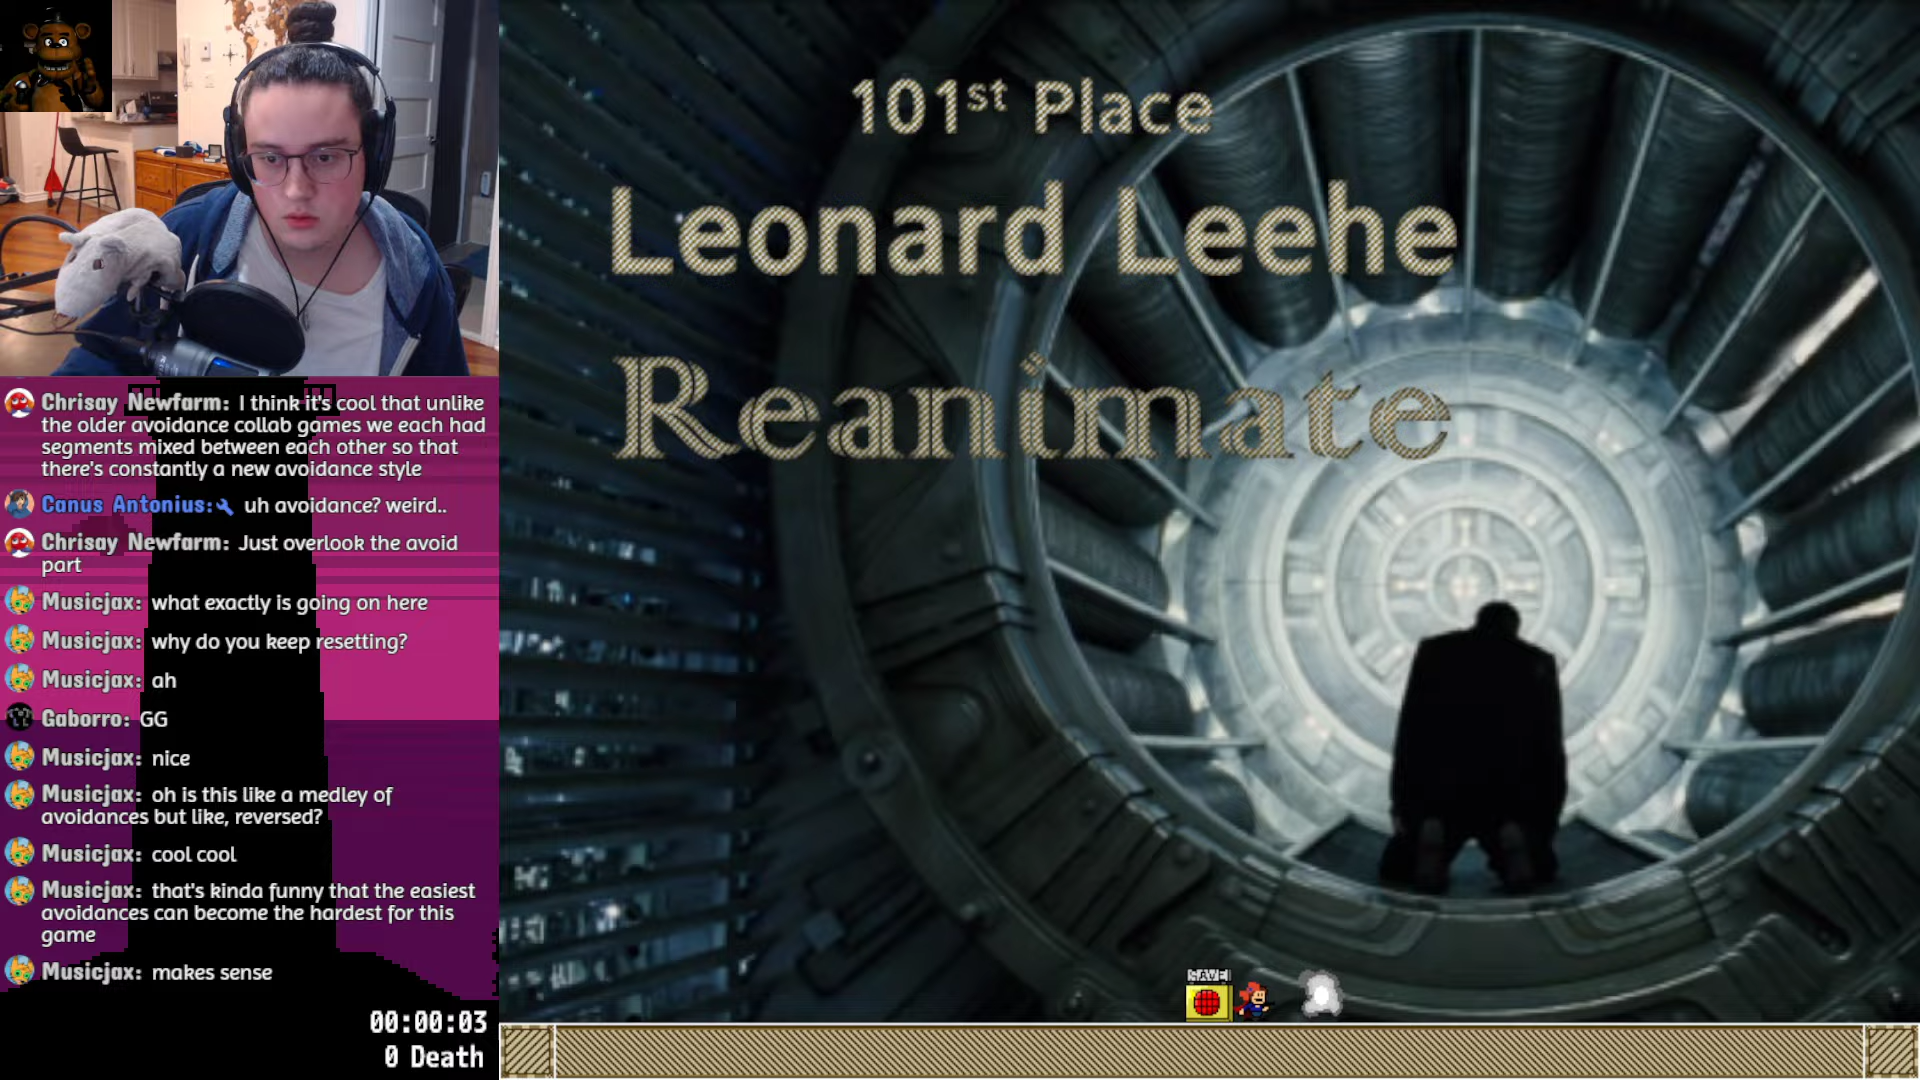 101st Place
Leonard Leehe
Reanimate
Chrisay Newfarm: I think it's cool that unlike
the older avoidance collab games we each had
segments mixed between each other so that
there's constantly a new avoidance style
Canus Antonius: uh avoidance? weird..
Chrisay Newfarm: Just overlook the avoid
part
Musicjax: what exactly is going on here
Musicjax: why do you keep resetting?
Musicjax: ah
Gaborro: GG
Musicjax: nice
Musicjax: oh is this like a medley of
avoidances but like, reversed?
Musicjax: cool cool
Musicjax: that's kinda funny that the easiest
avoidances can become the hardest for this
game
Musicjax: makes sense
00:00:03
0 Death
SAVE!